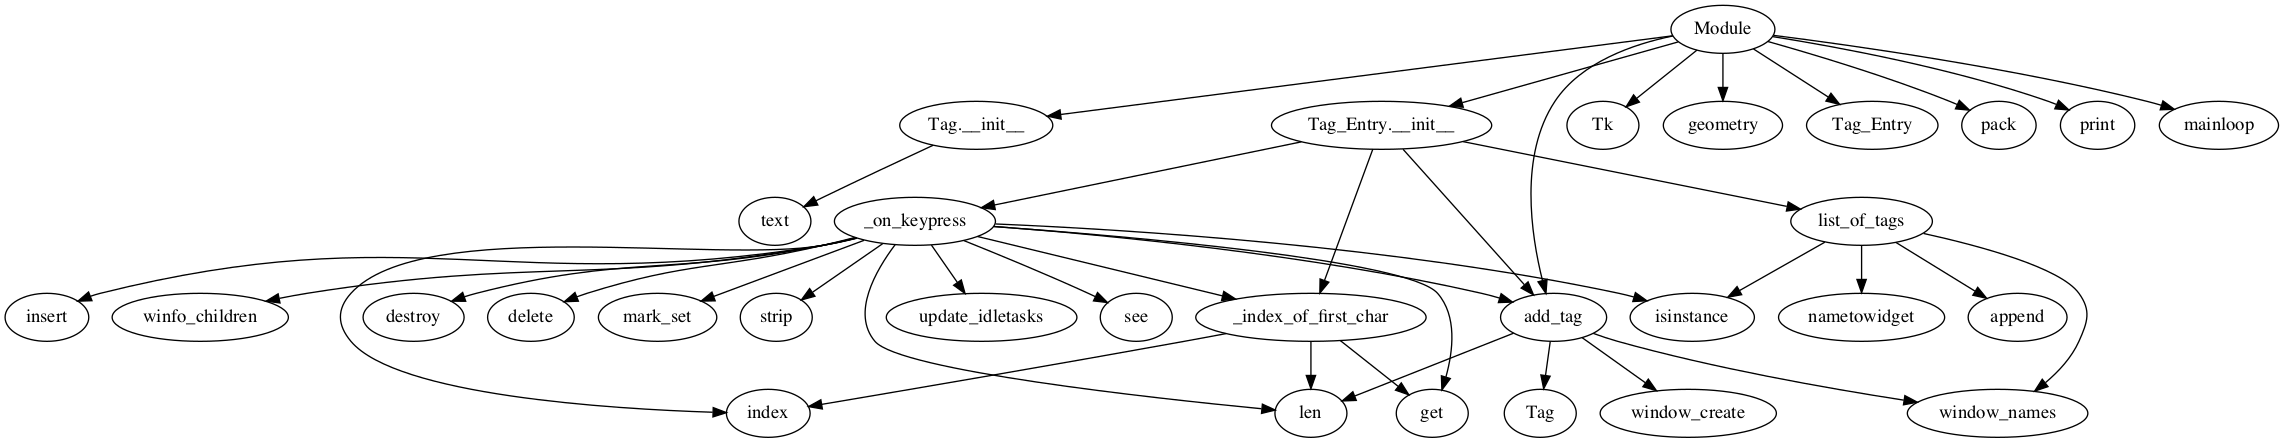 Module
Tag.__init__
Tag_Entry.__init__
Tk
geometry
Tag_Entry
pack
print
mainloop
text
_on_keypress
list_of_tags
insert
winfo_children
destroy
delete
mark_set
strip
update_idletasks
see
_index_of_first_char
add_tag
isinstance
nametowidget
append
index
len
get
Tag
window_create
window_names